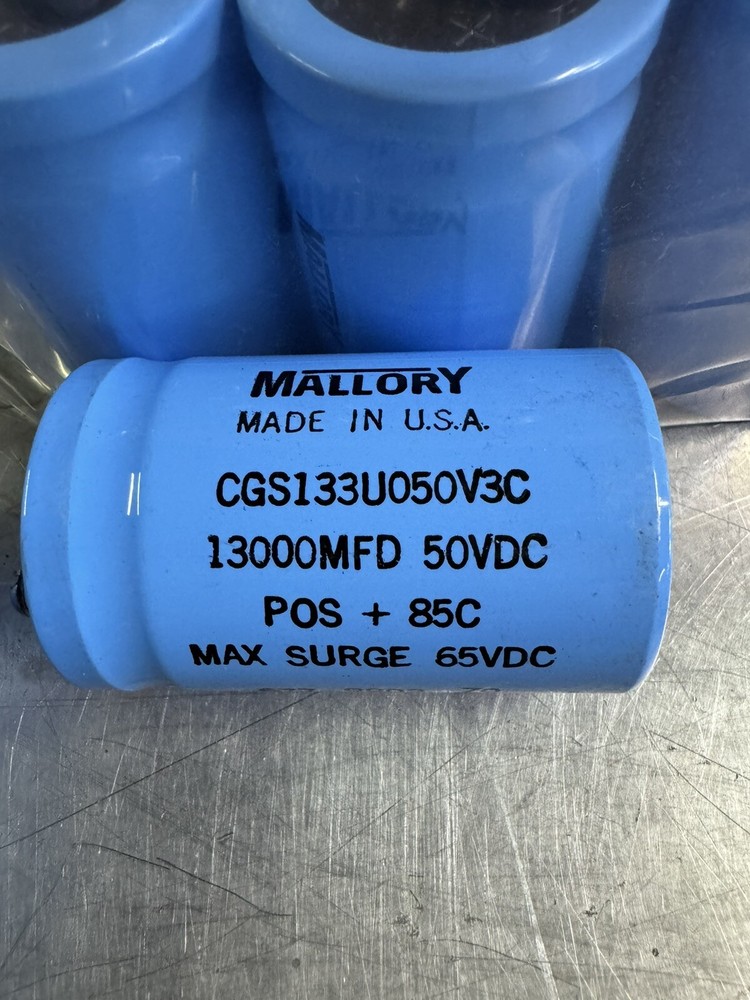 MALLORY
MADE IN U.S.A.
CGS133U050V3C
13000MFD 50VDC
POS + 85C
MAX SURGE 65VDC